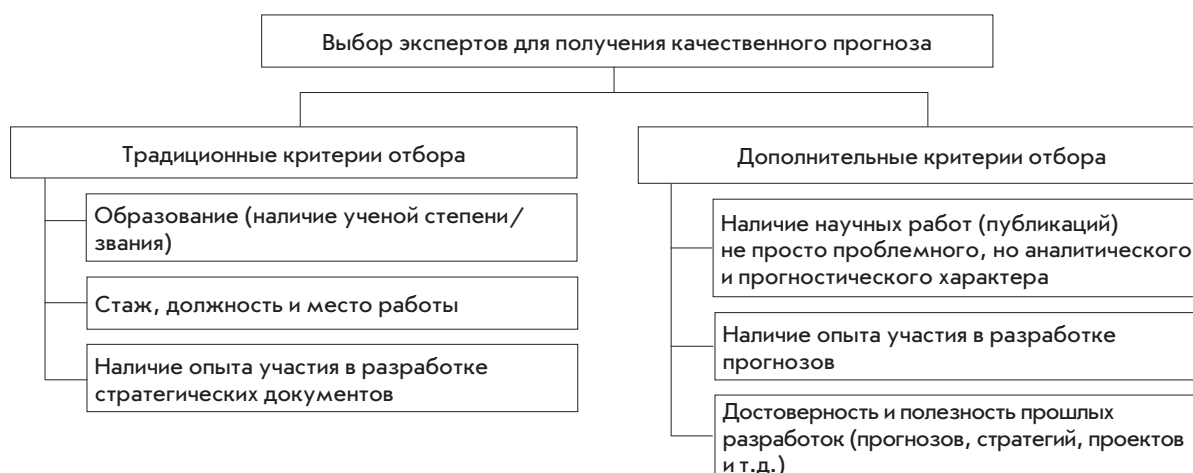 Выбор экспертов для получения качественного прогноза
Традиционные критерии отбора
Образование (наличие ученой степени/
звания)
Стаж, должность и место работы
Наличие опыта участия в разработке
стратегических документов
Дополнительные критерии отбора
Наличие научных работ (публикаций)
не просто проблемного, но аналитического
и прогностического характера
Наличие опыта участия в разработке
прогнозов
Достоверность и полезность прошлых
разработок (прогнозов, стратегий, проектов
и т.д.)